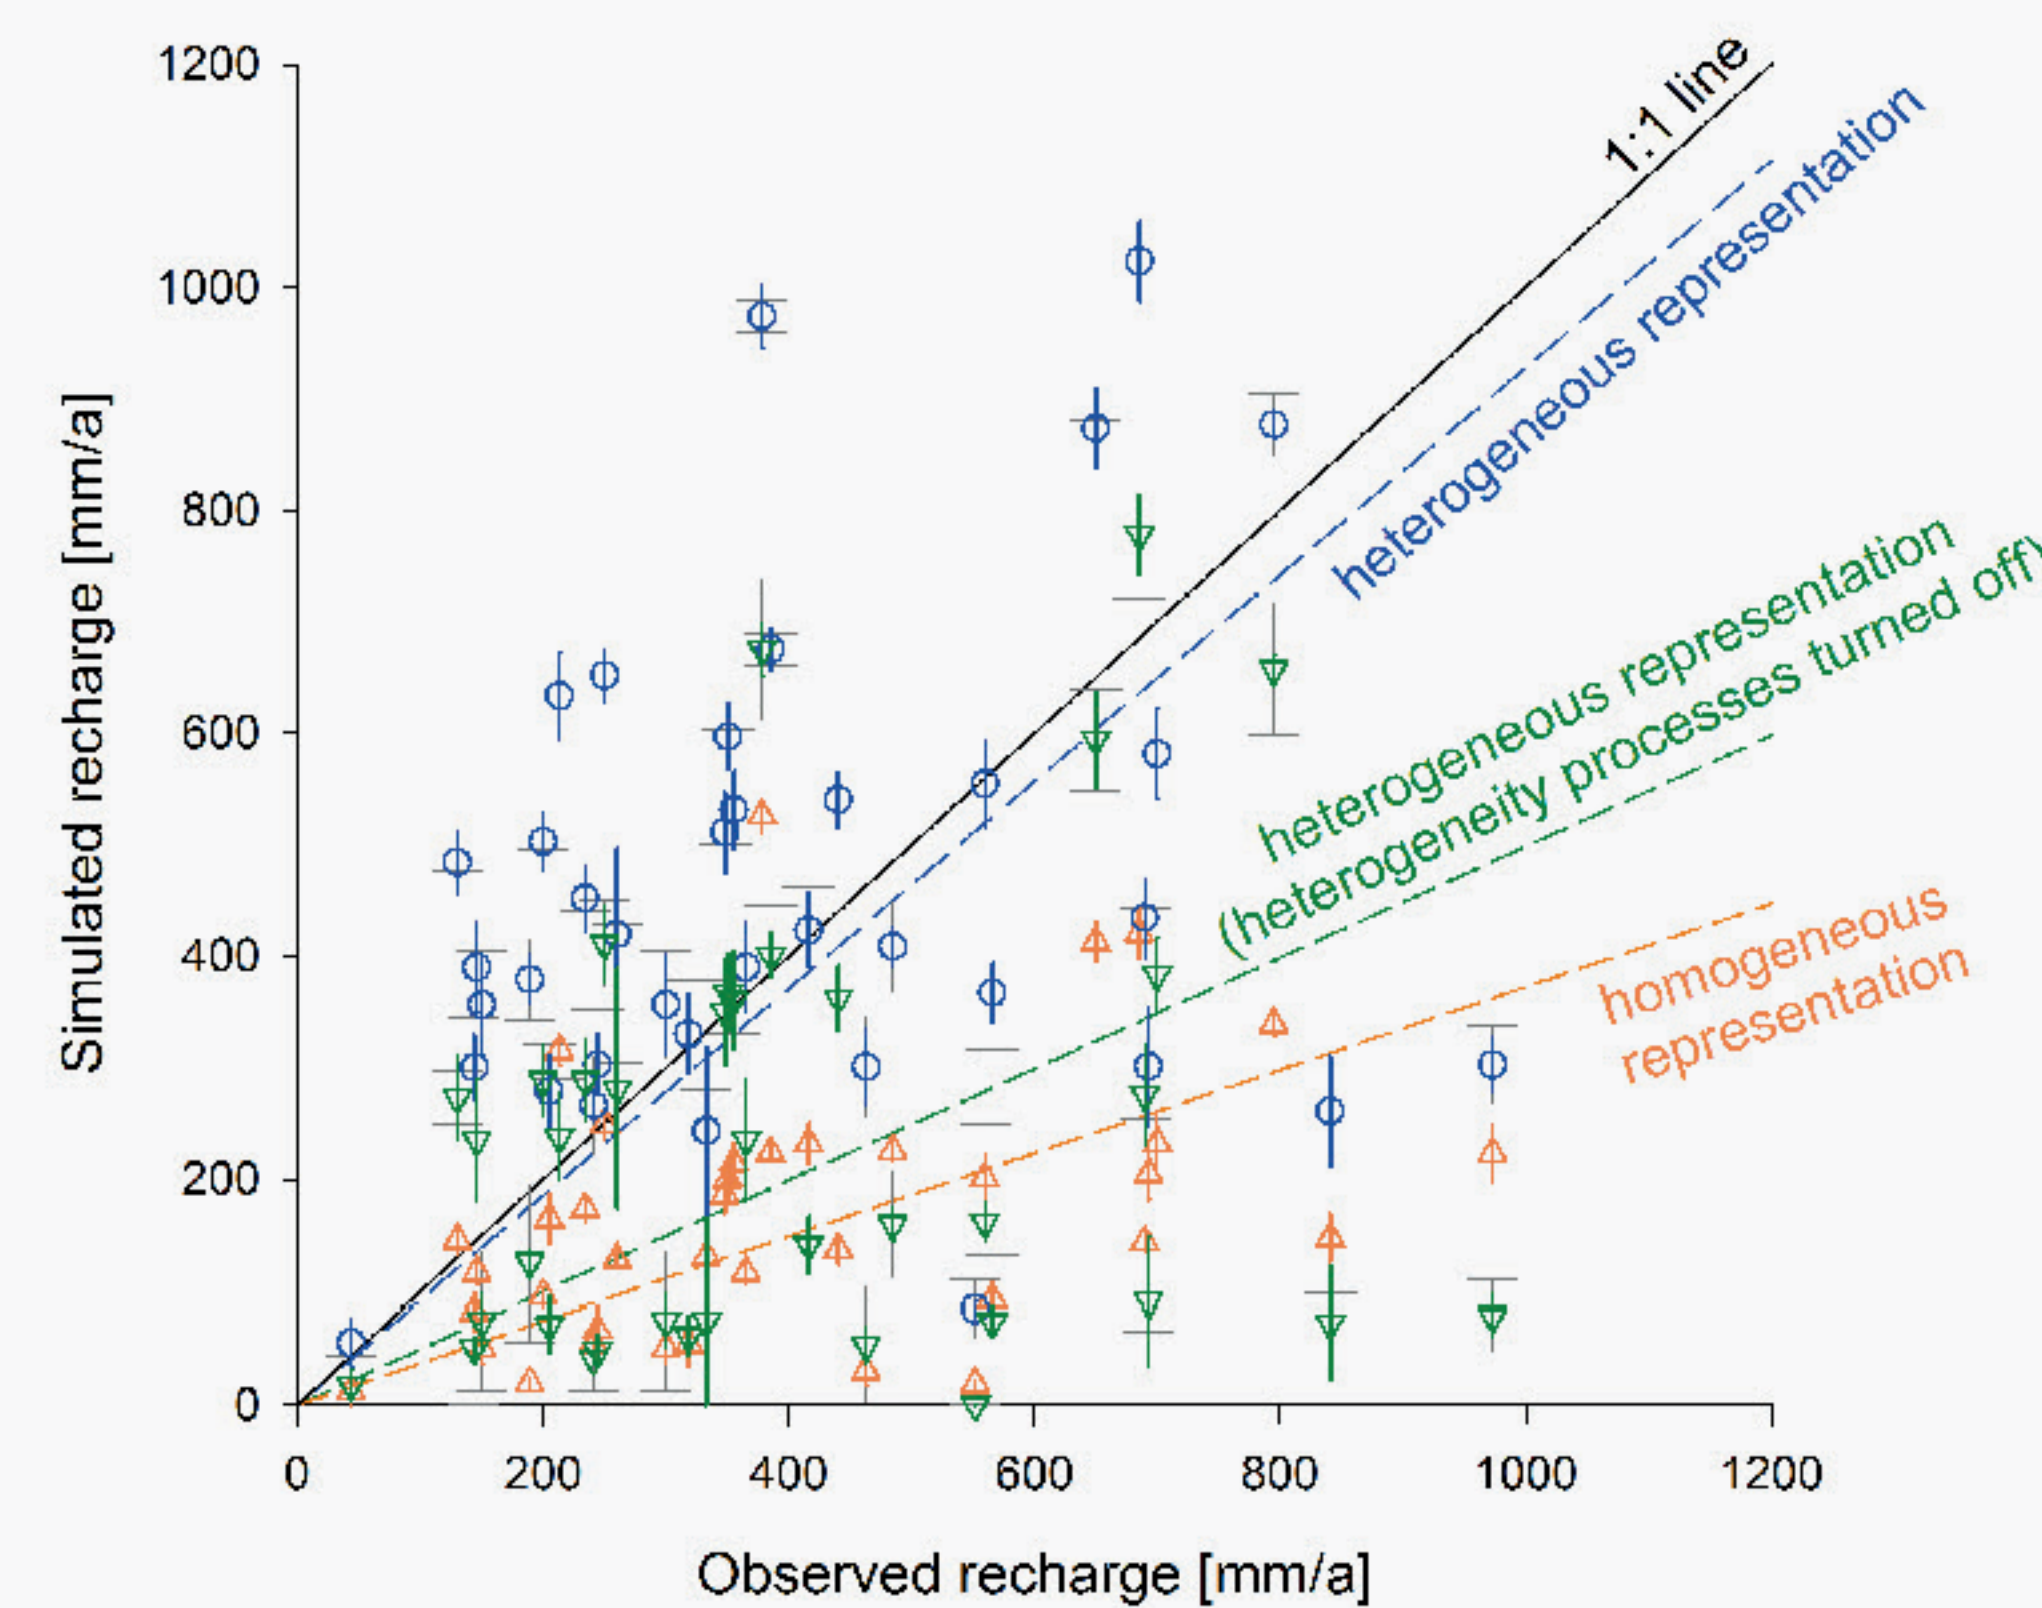 1200
1000
800
600
400
200
0
Simulated recharge [mm/a]
1:1 line
heterogeneous representation
heterogeneous representation
(heterogeneity processes turned off)
homogeneous
representation
0 200 400 600 800 1000 1200
Observed recharge [mm/a]